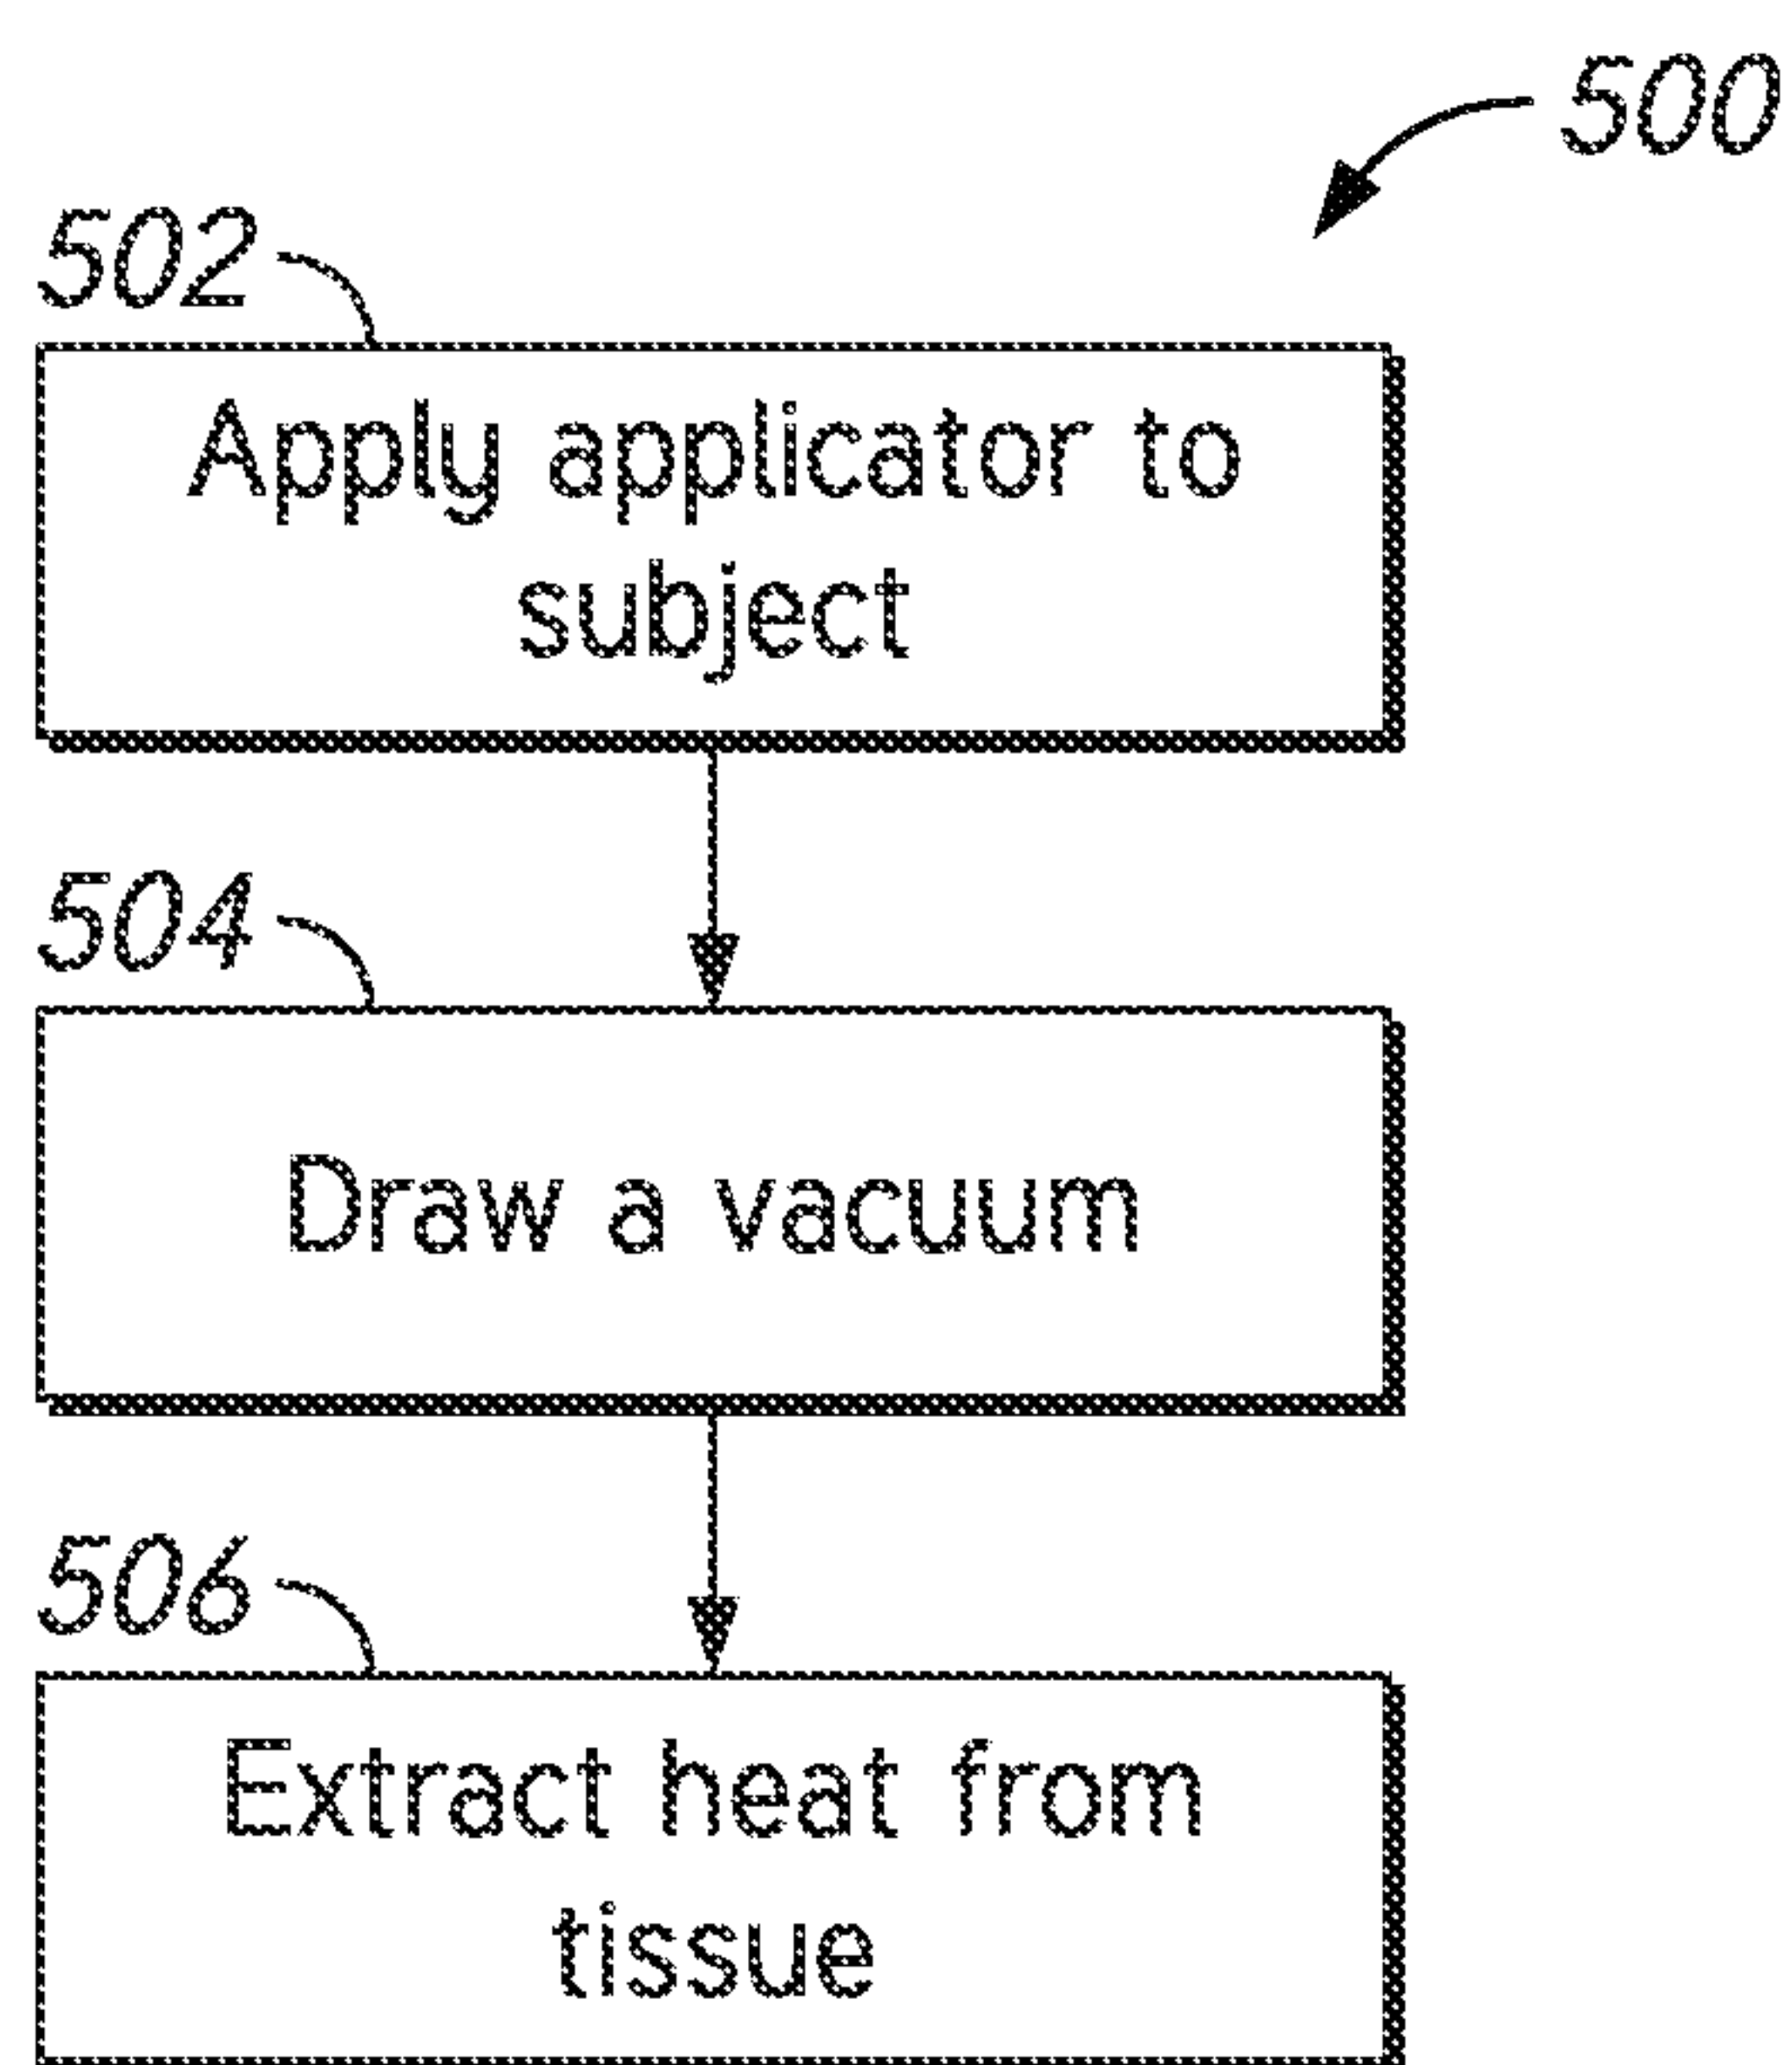 500
502
Apply applicator to
subject
504
Draw a vacuum
506
Extract heat from
tissue